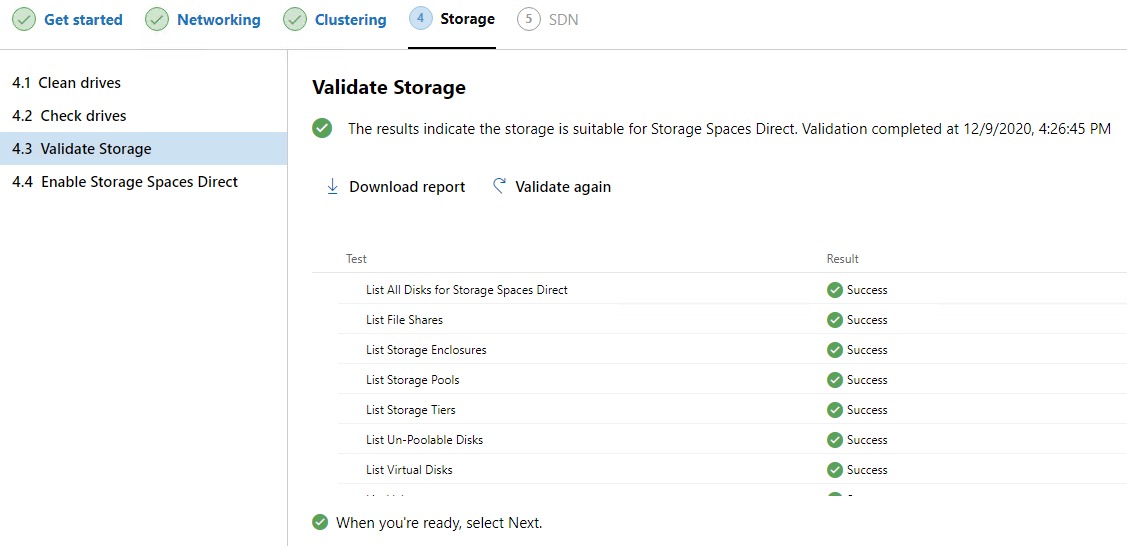 Get started Networking Clustering 4 Storage 5 SDN
4.1 Clean drives
4.2 Check drives
4.3 Validate Storage
4.4 Enable Storage Spaces Direct
Validate Storage
The results indicate the storage is suitable for Storage Spaces Direct. Validation completed at 12/9/2020, 4:26:45 PM
Download report Validate again
Test Result
List All Disks for Storage Spaces Direct Success
List File Shares Success
List Storage Enclosures Success
List Storage Pools Success
List Storage Tiers Success
List Un-Poolable Disks Success
List Virtual Disks Success
When you're ready, select Next.